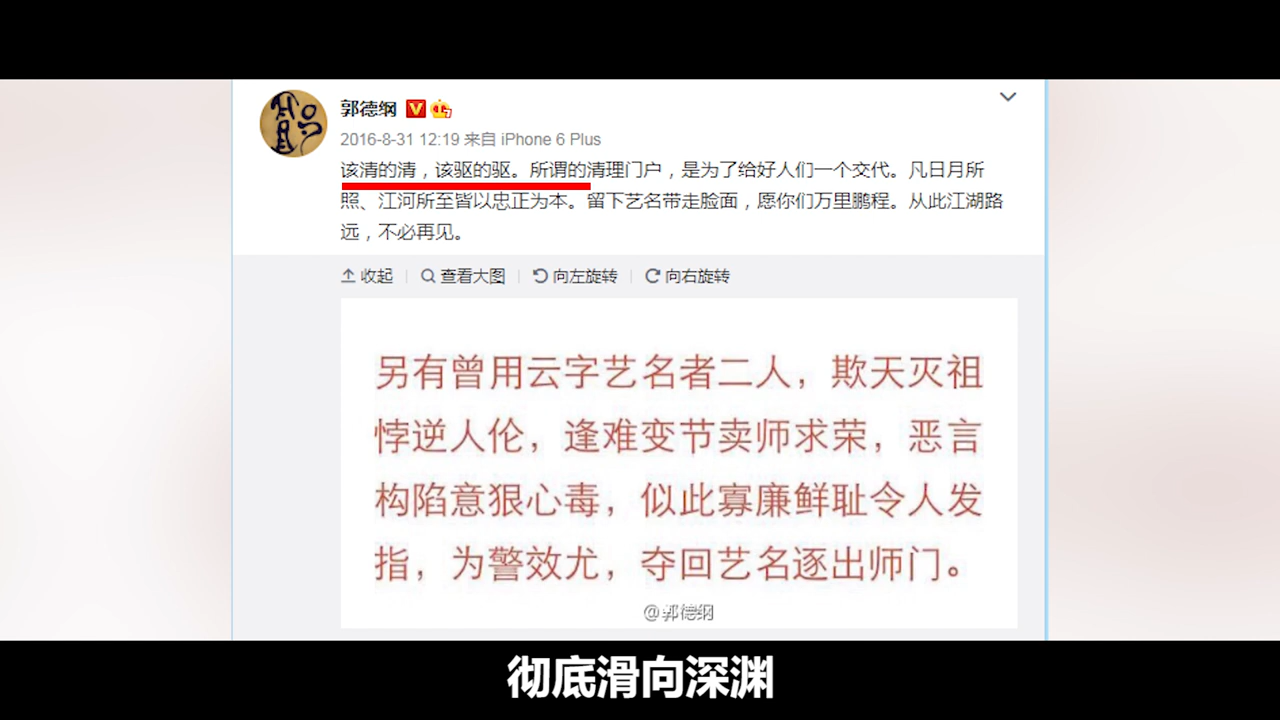 郭德纲
2016-8-31 12:19 来自 iPhone 6 Plus
该清的清，该驱的驱。所谓的清理门户，是为了给好人们一个交代。凡日月所
照、江河所至皆以忠正为本。留下艺名带走脸面，愿你们万里鹏程。从此江湖路
远，不必再见。
收起 查看大图 向左旋转 向右旋转
另有曾用云字艺名者二人，欺天灭祖
悖逆人伦，逢难变节卖师求荣，恶言
构陷意狠心毒，似此寡廉鲜耻令人发
指，为警效尤，夺回艺名逐出师门。
@郭德纲
彻底滑向深渊